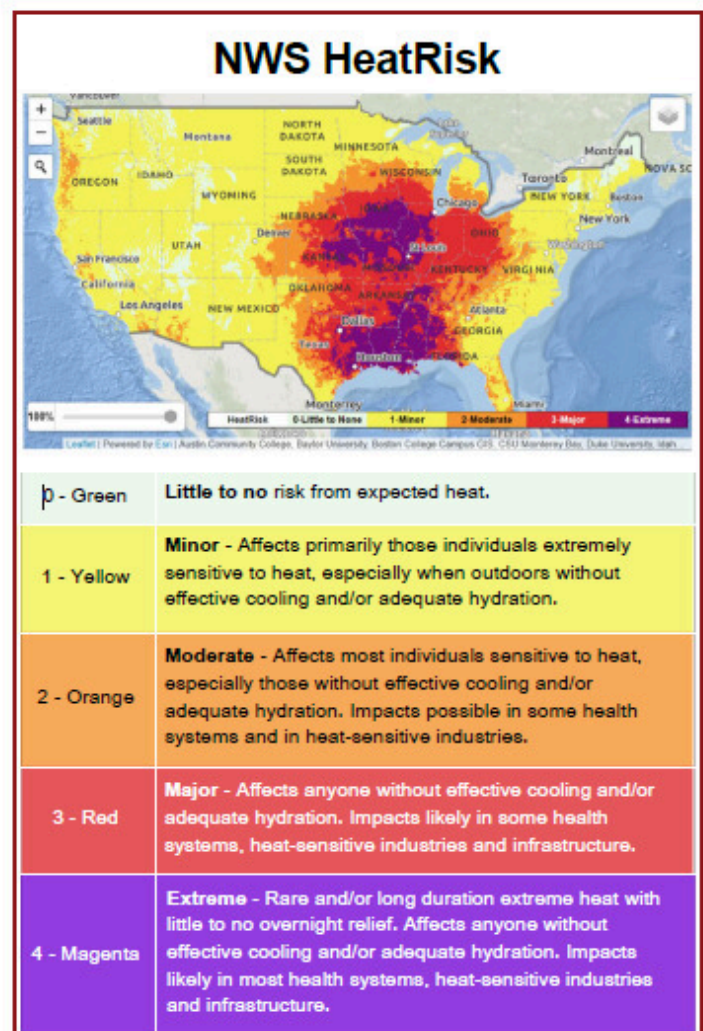 NWS HeatRisk
Vancouver
+
Seattle
−
Montana
NORTH
DAKOTA
MINNESOTA
Montreal
NOVA SC
OREGON
IDAHO
SOUTH
DAKOTA
WISCONSIN
Toronto
WYOMING
NEW YORK
Boston
Chicago
New York
NEBRASKA
Denver
OHIO
Washington
UTAH
St. Louis
San Francisco
KENTUCKY
VIRGINIA
California
OKLAHOMA
ARKANSAS
Los Angeles
NEW MEXICO
Atlanta
Dallas
GEORGIA
Texas
Houston
FLORIDA
Monterrey
Miami
100%
HeatRisk 0-Little to None 1-Minor 2-Moderate 3-Major 4-Extreme
Leaflet | Powered by Esri | Austin Community College, Baylor University, Boston College Campus GIS, CSU Monterey Bay, Duke University, Idah
0 - Green
Little to no risk from expected heat.
1 - Yellow
Minor - Affects primarily those individuals extremely
sensitive to heat, especially when outdoors without
effective cooling and/or adequate hydration.
2 - Orange
Moderate - Affects most individuals sensitive to heat,
especially those without effective cooling and/or
adequate hydration. Impacts possible in some health
systems and in heat-sensitive industries.
3 - Red
Major - Affects anyone without effective cooling and/or
adequate hydration. Impacts likely in some health
systems, heat-sensitive industries and infrastructure.
4 - Magenta
Extreme - Rare and/or long duration extreme heat with
little to no overnight relief. Affects anyone without
effective cooling and/or adequate hydration. Impacts
likely in most health systems, heat-sensitive industries
and infrastructure.